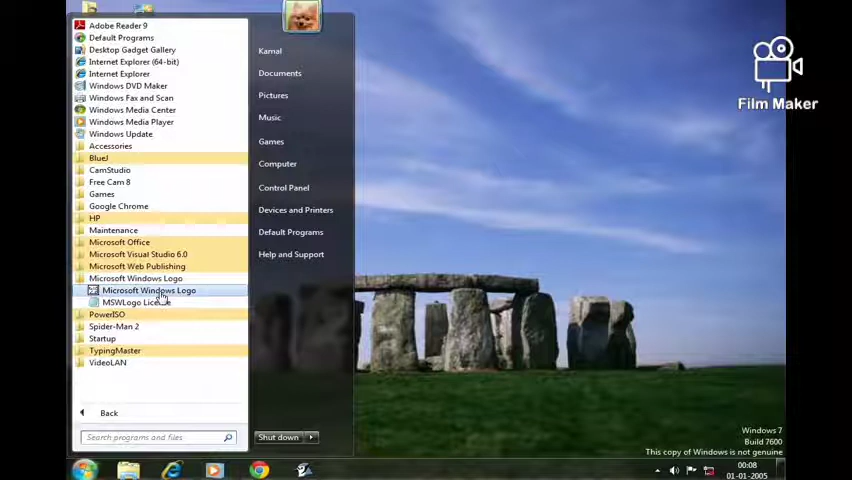 Adobe Reader 9
Default Programs
Desktop Gadget Gallery
Internet Explorer (64-bit)
Internet Explorer
Windows DVD Maker
Windows Fax and Scan
Windows Media Center
Windows Media Player
Windows Update
Accessories
BlueJ
CamStudio
Free Cam 8
Games
Google Chrome
HP
Maintenance
Microsoft Office
Microsoft Visual Studio 6.0
Microsoft Web Publishing
Microsoft Windows Logo
Microsoft Windows Logo
MSWLogo
PowerISO
Spider-Man 2
Startup
TypingMaster
VideoLAN
Back
Search programs and files
Kamal
Documents
Pictures
Music
Games
Computer
Control Panel
Devices and Printers
Default Programs
Help and Support
Shut down
Film Maker
Windows 7
Build 7600
This copy of Windows is not genuine
00:08
01-01-2005